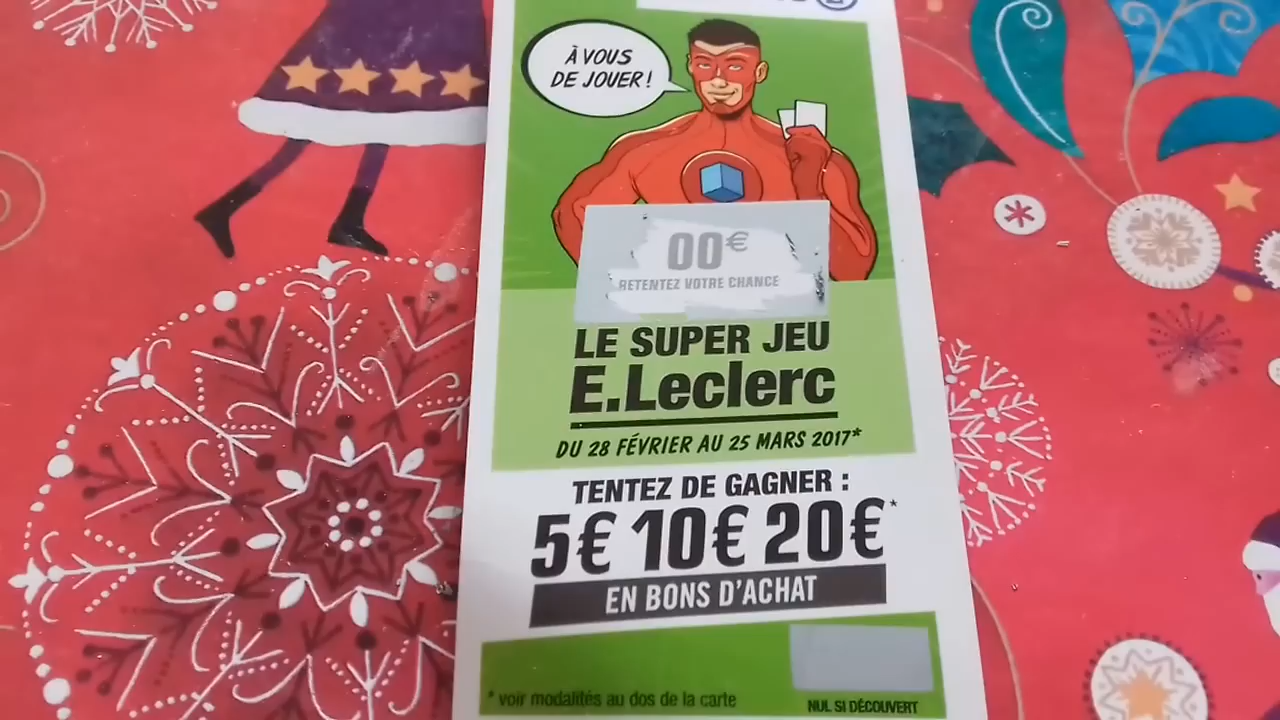 À VOUS
DE JOUER !
00€
RETENTEZ VOTRE CHANCE
LE SUPER JEU
E.Leclerc
DU 28 FÉVRIER AU 25 MARS 2017*
TENTEZ DE GAGNER :
5€ 10€ 20€*
EN BONS D'ACHAT
* voir modalités au dos de la carte
NUL SI DÉCOUVERT